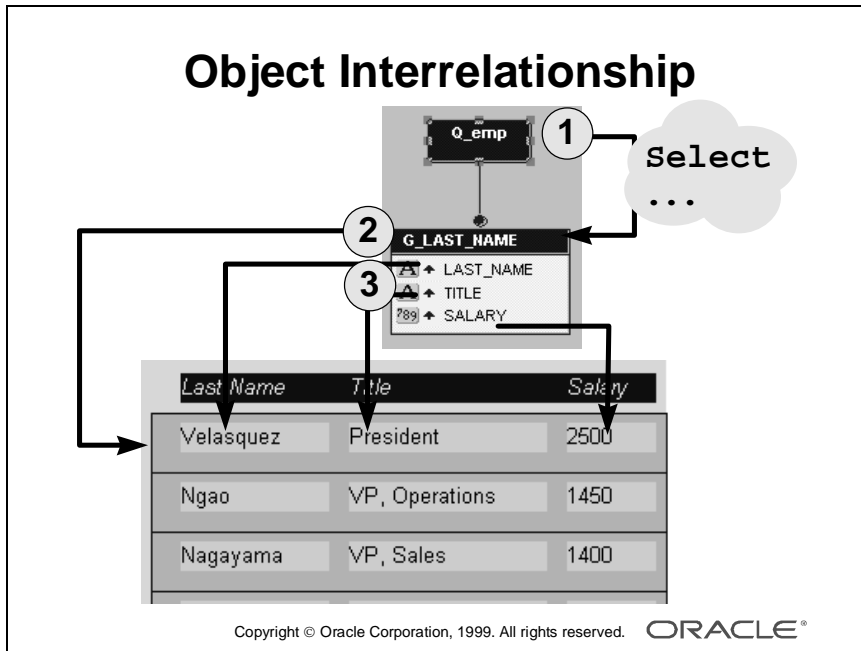 Object Interrelationship
Q_emp
1
Select
...
2
G_LAST_NAME
A LAST_NAME
3
A TITLE
789 SALARY
Last Name Title Salary
Velasquez President 2500
Ngao VP, Operations 1450
Nagayama VP, Sales 1400
Copyright © Oracle Corporation, 1999. All rights reserved. ORACLE®